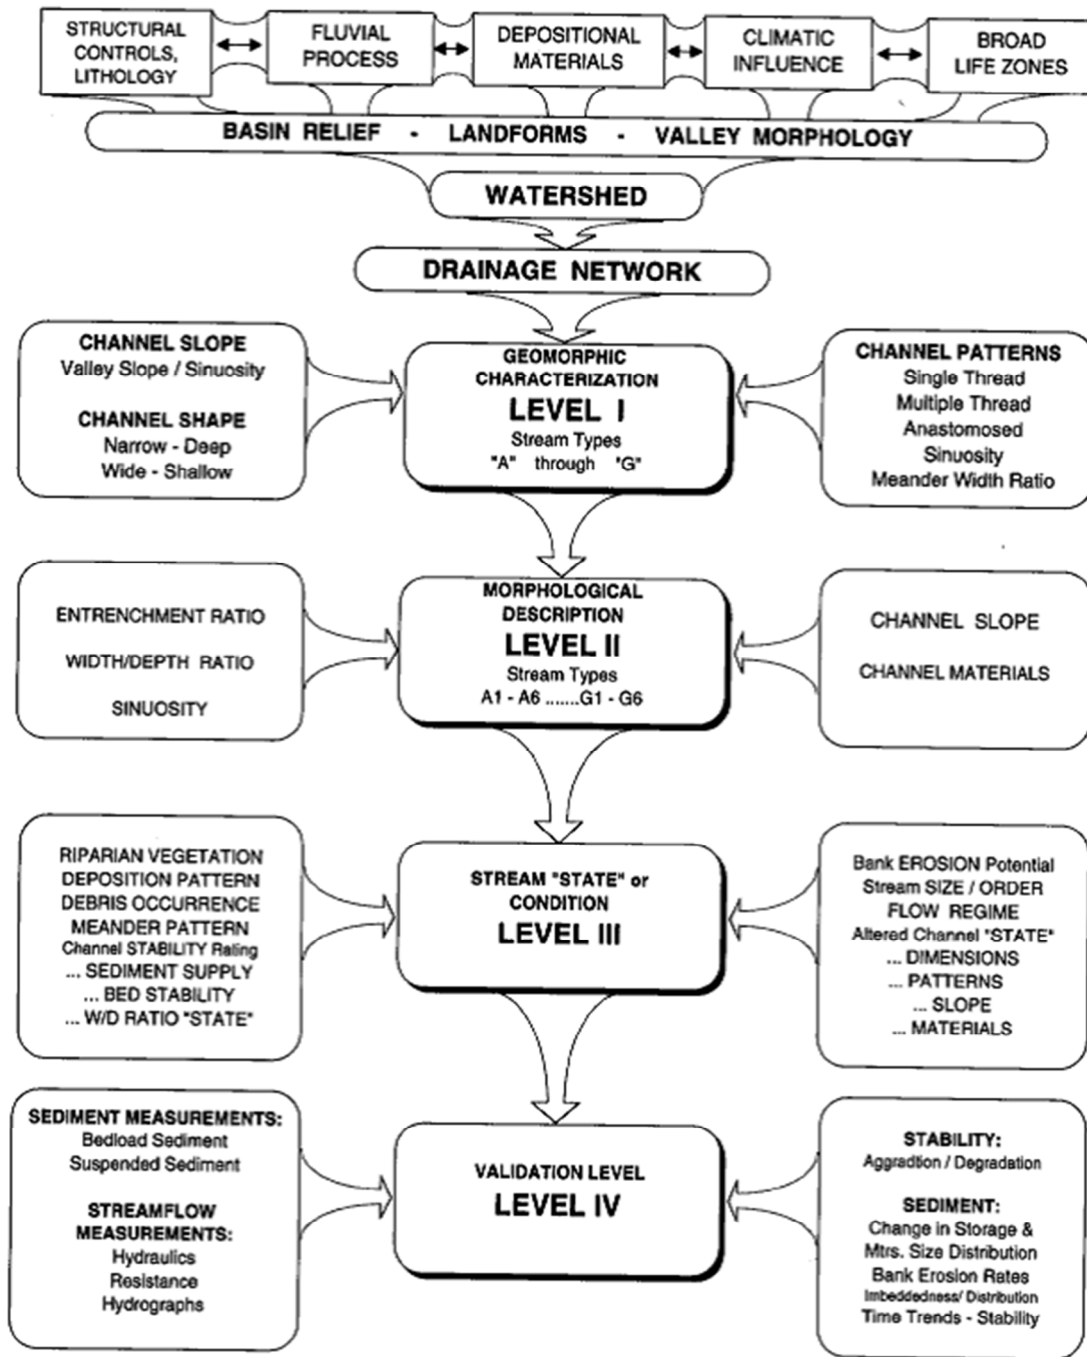 STRUCTURAL
CONTROLS,
LITHOLOGY
FLUVIAL
PROCESS
DEPOSITIONAL
MATERIALS
CLIMATIC
INFLUENCE
BROAD
LIFE ZONES
BASIN RELIEF - LANDFORMS - VALLEY MORPHOLOGY
WATERSHED
DRAINAGE NETWORK
CHANNEL SLOPE
Valley Slope / Sinuosity
CHANNEL SHAPE
Narrow - Deep
Wide - Shallow
GEOMORPHIC
CHARACTERIZATION
LEVEL I
Stream Types
"A" through "G"
CHANNEL PATTERNS
Single Thread
Multiple Thread
Anastomosed
Sinuosity
Meander Width Ratio
ENTRENCHMENT RATIO
WIDTH/DEPTH RATIO
SINUOSITY
MORPHOLOGICAL
DESCRIPTION
LEVEL II
Stream Types
A1 - A6 .......G1 - G6
CHANNEL SLOPE
CHANNEL MATERIALS
RIPARIAN VEGETATION
DEPOSITION PATTERN
DEBRIS OCCURRENCE
MEANDER PATTERN
Channel STABILITY Rating
... SEDIMENT SUPPLY
... BED STABILITY
... W/D RATIO "STATE"
STREAM "STATE" or
CONDITION
LEVEL III
Bank EROSION Potential
Stream SIZE / ORDER
FLOW REGIME
Altered Channel "STATE"
... DIMENSIONS
... PATTERNS
... SLOPE
... MATERIALS
SEDIMENT MEASUREMENTS:
Bedload Sediment
Suspended Sediment
STREAMFLOW
MEASUREMENTS:
Hydraulics
Resistance
Hydrographs
VALIDATION LEVEL
LEVEL IV
STABILITY:
Aggradtion / Degradation
SEDIMENT:
Change in Storage &
Mtrs. Size Distribution
Bank Erosion Rates
Imbeddedness/ Distribution
Time Trends - Stability